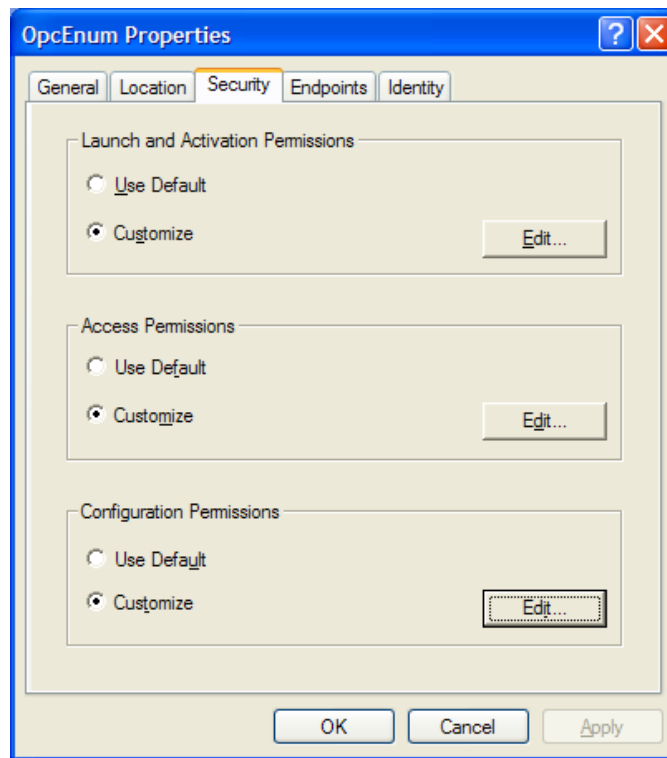 OpcEnum Properties
General Location Security Endpoints Identity
Launch and Activation Permissions
Use Default
Customize
Edit...
Access Permissions
Use Default
Customize
Edit...
Configuration Permissions
Use Default
Customize
Edit...
OK Cancel Apply